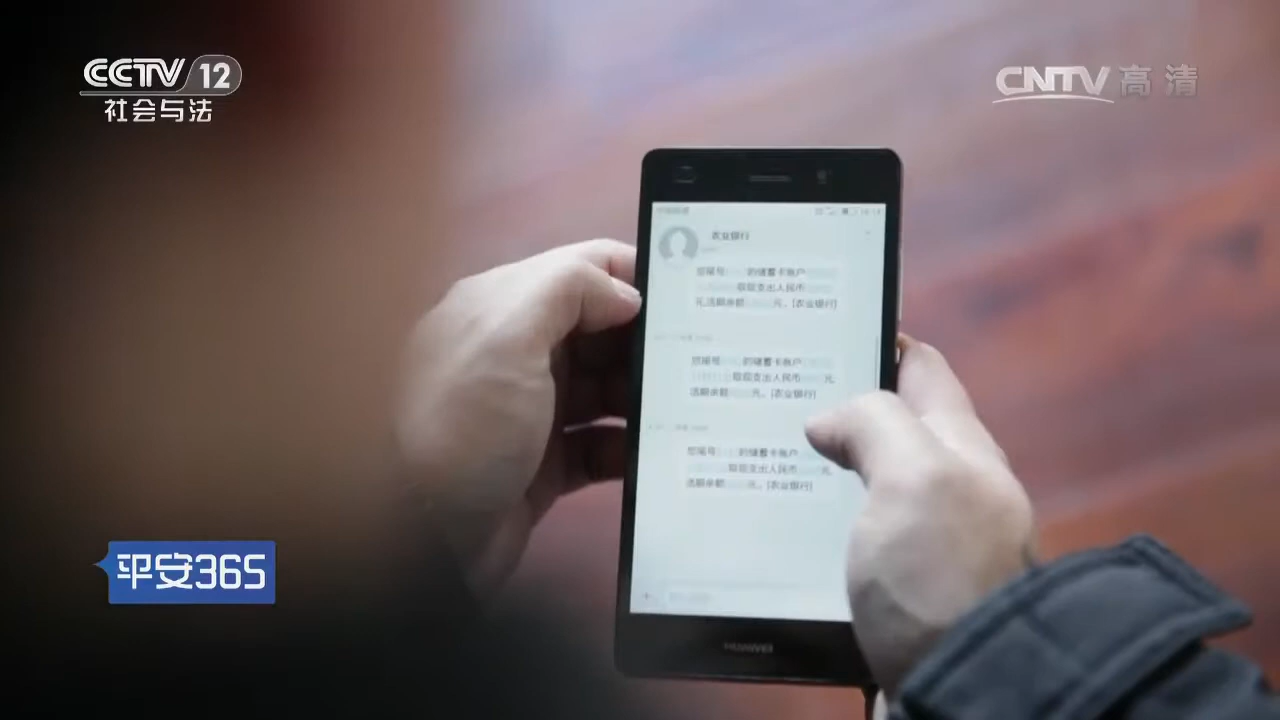 CCTV 12
社会与法
CNTV 高清
农业银行
您尾号 的储蓄卡账户
取现支出人民币
元活期余额 元。[农业银行]
您尾号 的储蓄卡账户
取现支出人民币 元
活期余额 元。[农业银行]
您尾号 的储蓄卡账户
取现支出人民币 元
活期余额 元。[农业银行]
平安365
HUAWEI